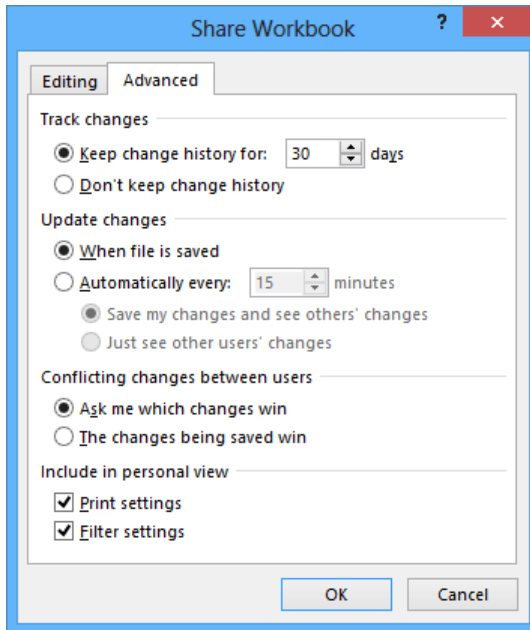 Share Workbook ?
Editing Advanced
Track changes
Keep change history for: 30 days
Don't keep change history
Update changes
When file is saved
Automatically every: 15 minutes
Save my changes and see others' changes
Just see other users' changes
Conflicting changes between users
Ask me which changes win
The changes being saved win
Include in personal view
Print settings
Filter settings
OK Cancel